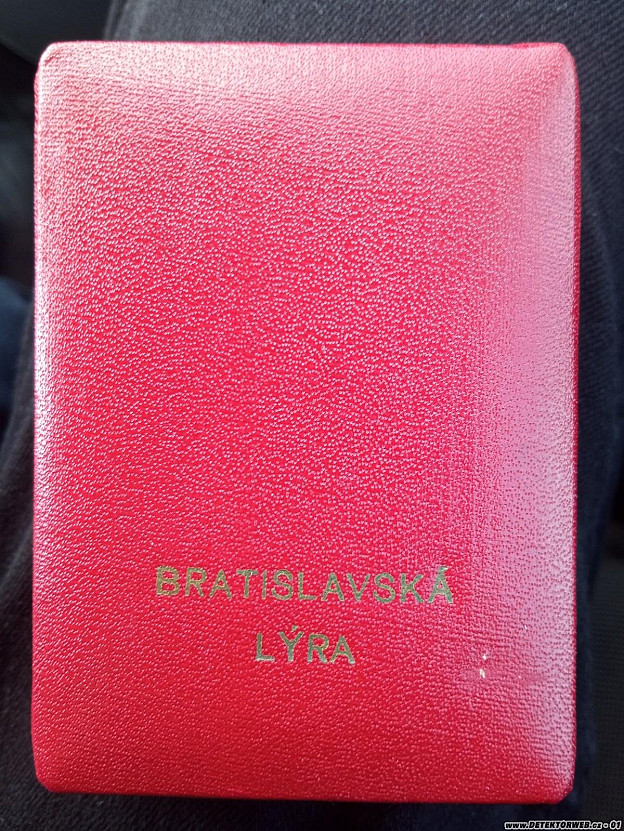 BRATISLAVSKÁ
LÝRA
www.DETEKTORWEB.cz - 01